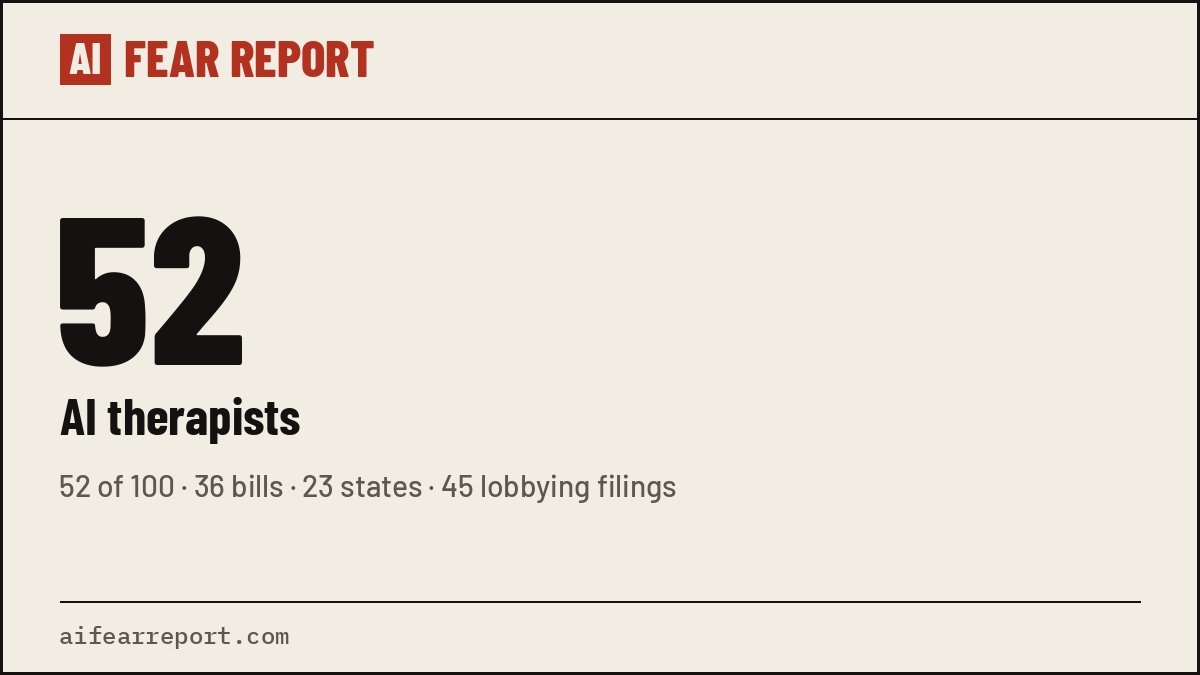 AI FEAR REPORT
52
AI therapists
52 of 100 · 36 bills · 23 states · 45 lobbying filings
aifearreport.com